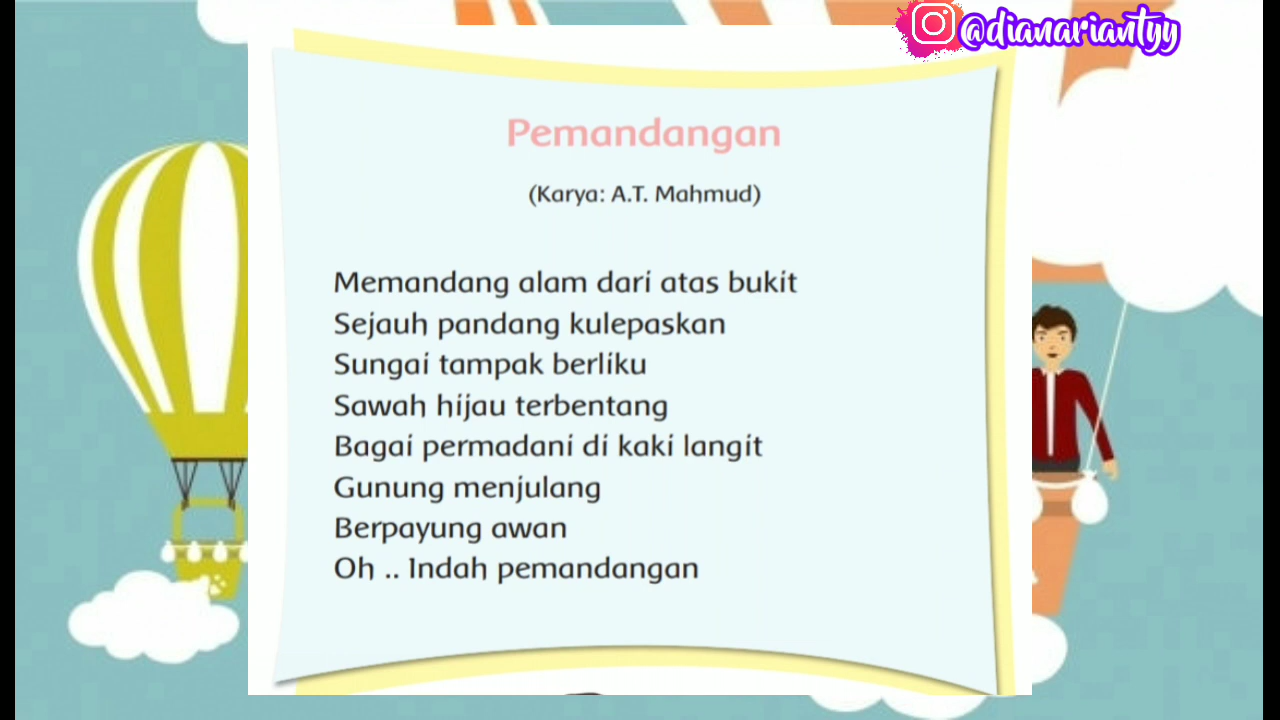 @dianariantyy
Pemandangan
(Karya: A.T. Mahmud)
Memandang alam dari atas bukit
Sejauh pandang kulepaskan
Sungai tampak berliku
Sawah hijau terbentang
Bagai permadani di kaki langit
Gunung menjulang
Berpayung awan
Oh .. Indah pemandangan